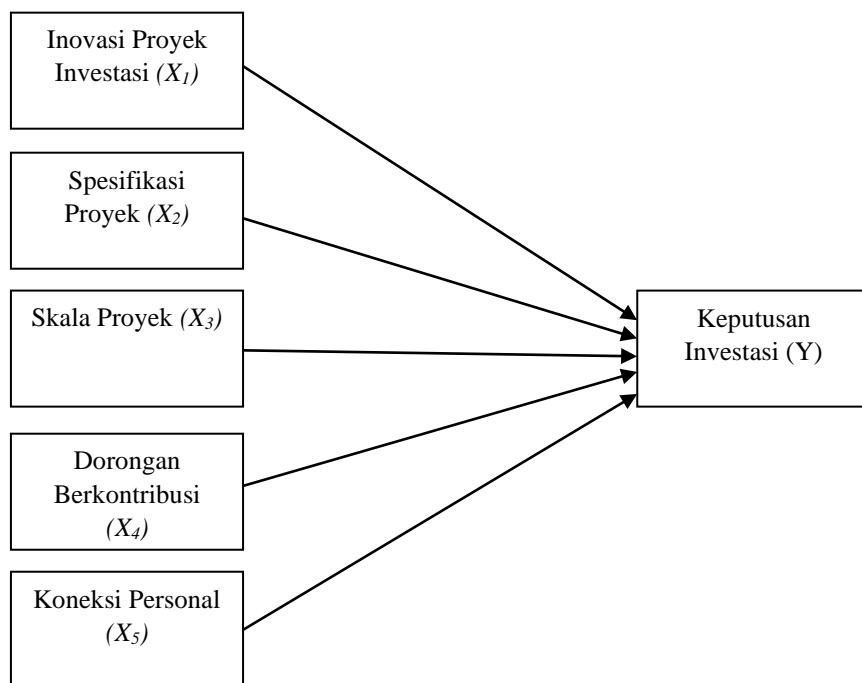 Inovasi Proyek
Investasi (X₁)
Spesifikasi
Proyek (X₂)
Skala Proyek (X₃)
Dorongan
Berkontribusi
(X₄)
Koneksi Personal
(X₅)
Keputusan
Investasi (Y)